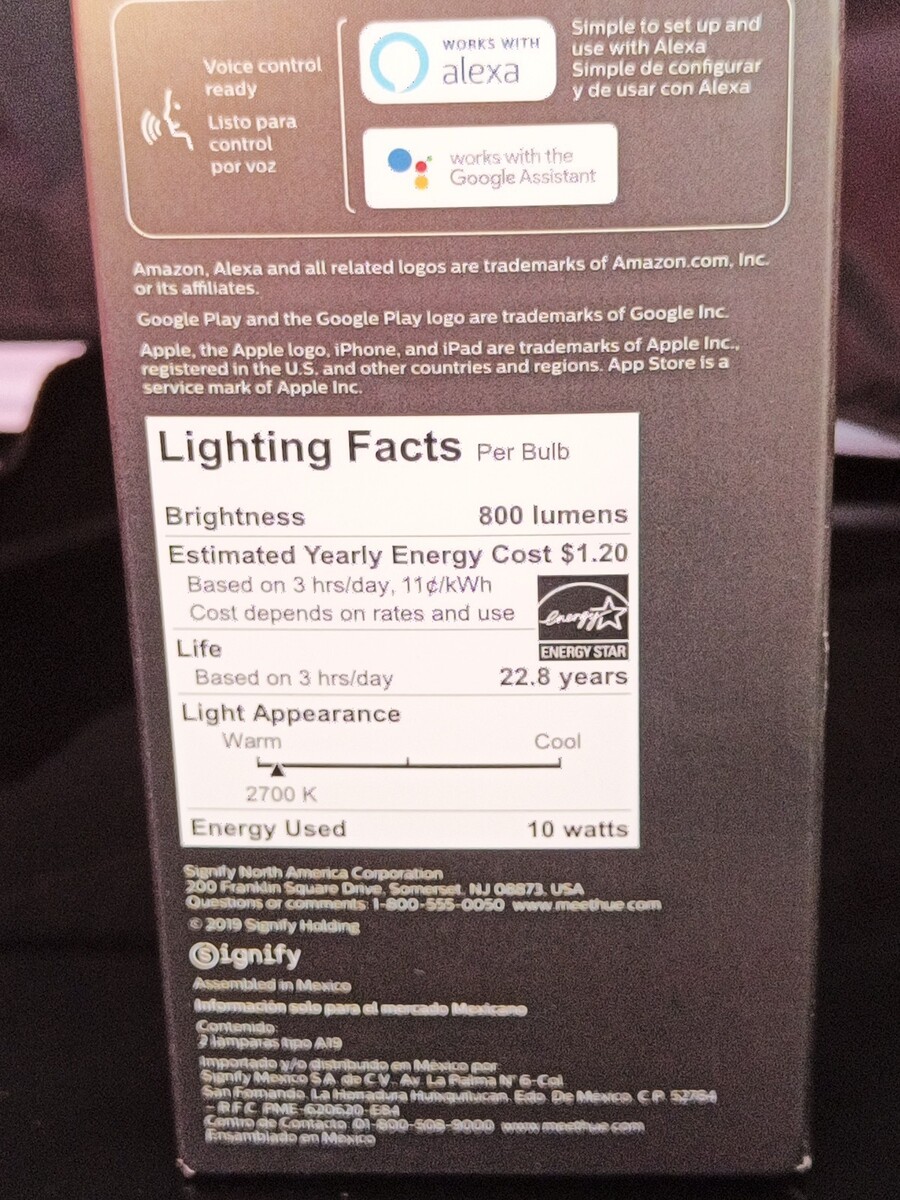 Voice control
ready
Listo para
control
por voz
WORKS WITH
alexa
Simple to set up and
use with Alexa
Simple de configurar
y de usar con Alexa
works with the
Google Assistant
Amazon, Alexa and all related logos are trademarks of Amazon.com, Inc.
or its affiliates.
Google Play and the Google Play logo are trademarks of Google Inc.
Apple, the Apple logo, iPhone, and iPad are trademarks of Apple Inc.,
registered in the U.S. and other countries and regions. App Store is a
service mark of Apple Inc.
Lighting Facts Per Bulb
Brightness 800 lumens
Estimated Yearly Energy Cost $1.20
Based on 3 hrs/day, 11¢/kWh
Cost depends on rates and use
energy
ENERGY STAR
Life
Based on 3 hrs/day 22.8 years
Light Appearance
Warm Cool
2700 K
Energy Used 10 watts
Signify North America Corporation
200 Franklin Square Drive, Somerset, NJ 08873, USA
Questions or comments: 1-800-555-0050 www.meethue.com
© 2019 Signify Holding
Signify
Assembled in Mexico
Información solo para el mercado Mexicano
Contenido:
2 lámparas tipo A19
Importado y/o distribuido en México por:
Signify Mexico S.A. de C.V. Av. La Palma N° 6-Col.
San Fernando, La Herradura Huixquilucan, Edo. De México. C.P. 52784
- R.F.C. PME-620620-E84
Centro de Contacto 01-800-508-9000 www.meethue.com
Ensamblado en México